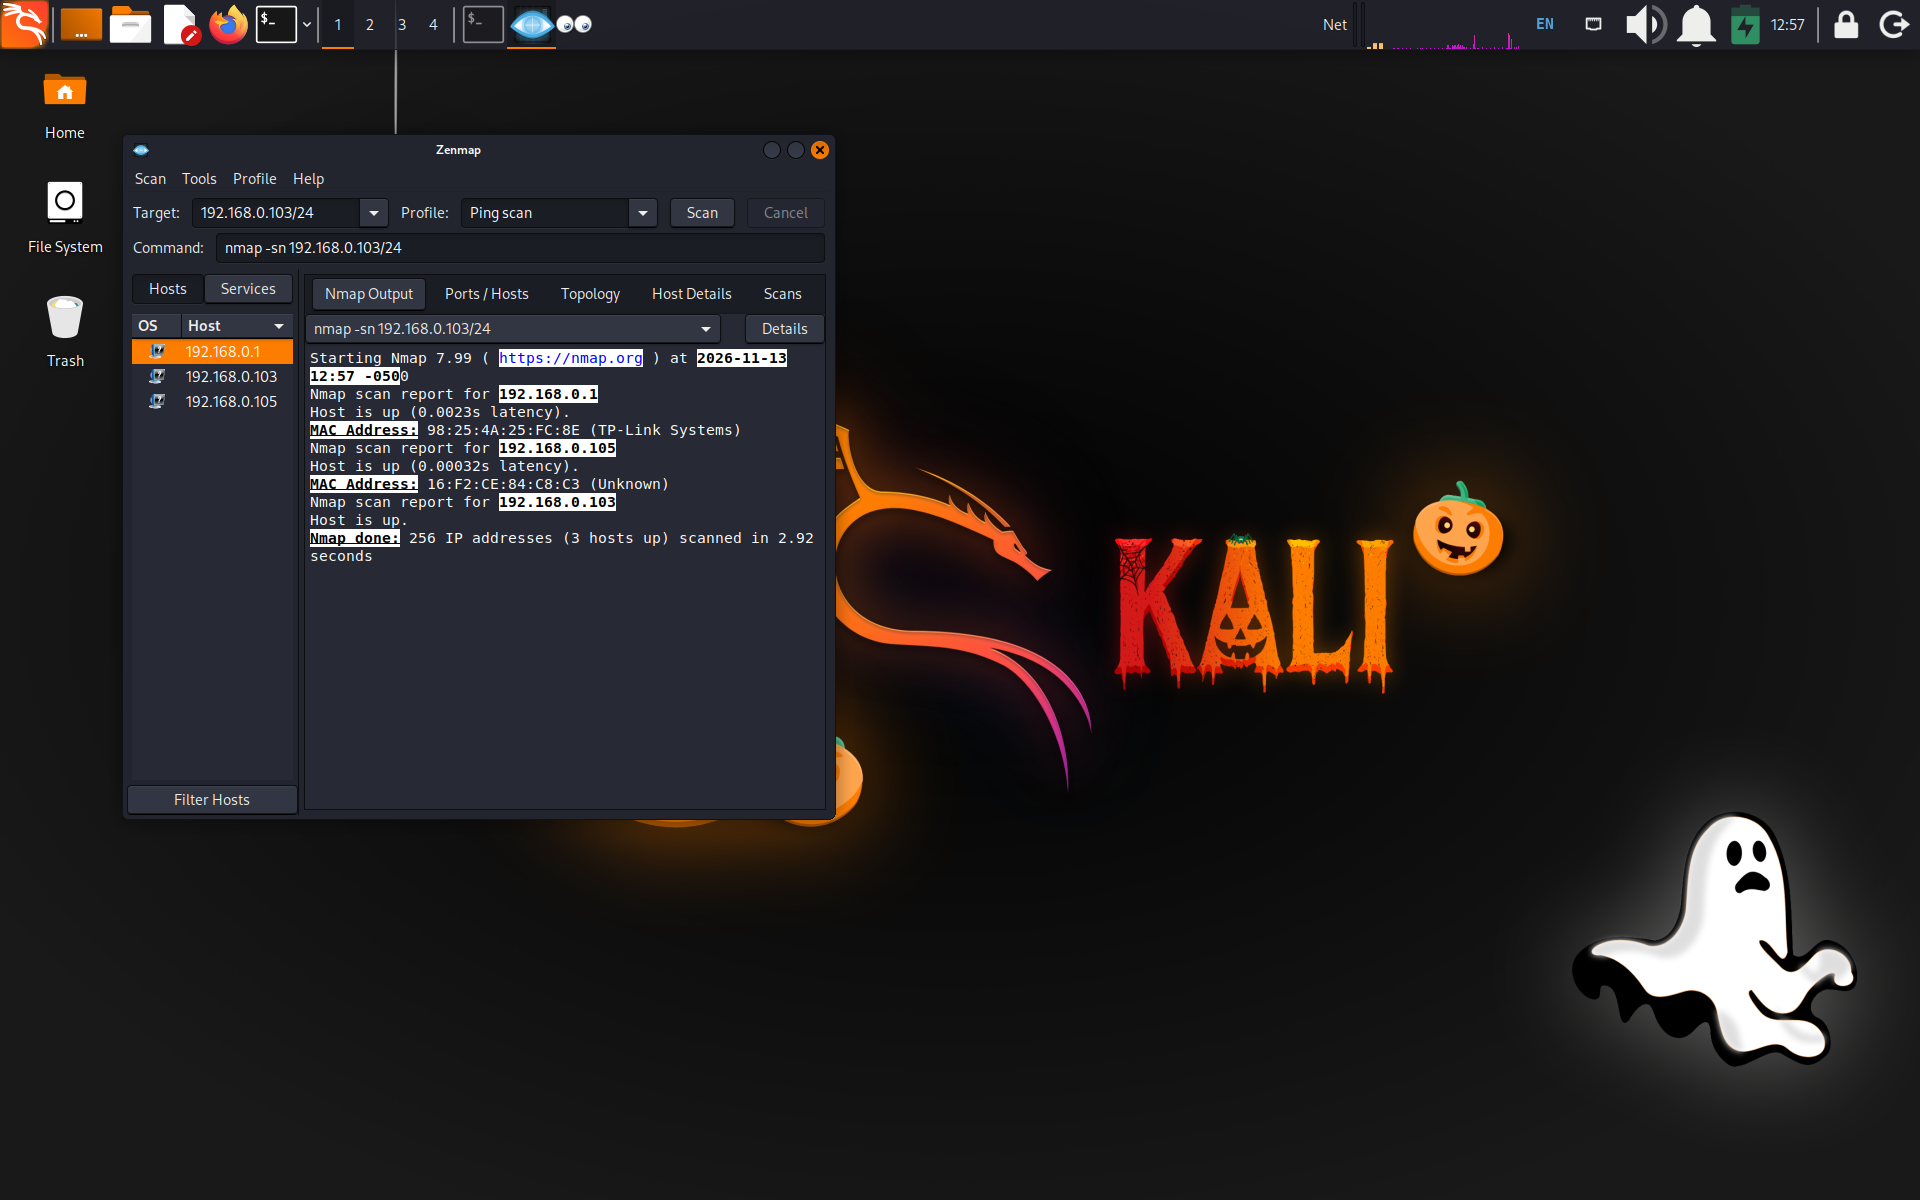 $_
1
2
3
4
$_
Net
EN
12:57
Home
File System
Trash
Zenmap
Scan
Tools
Profile
Help
Target:
192.168.0.103/24
Profile:
Ping scan
Scan
Cancel
Command:
nmap -sn 192.168.0.103/24
Hosts
Services
Nmap Output
Ports / Hosts
Topology
Host Details
Scans
OS
Host
192.168.0.1
192.168.0.103
192.168.0.105
nmap -sn 192.168.0.103/24
Details
Starting Nmap 7.99 ( https://nmap.org ) at 2026-11-13
12:57 -0500
Nmap scan report for 192.168.0.1
Host is up (0.0023s latency).
MAC Address: 98:25:4A:25:FC:8E (TP-Link Systems)
Nmap scan report for 192.168.0.105
Host is up (0.00032s latency).
MAC Address: 16:F2:CE:84:C8:C3 (Unknown)
Nmap scan report for 192.168.0.103
Host is up.
Nmap done: 256 IP addresses (3 hosts up) scanned in 2.92
seconds
Filter Hosts
KALI